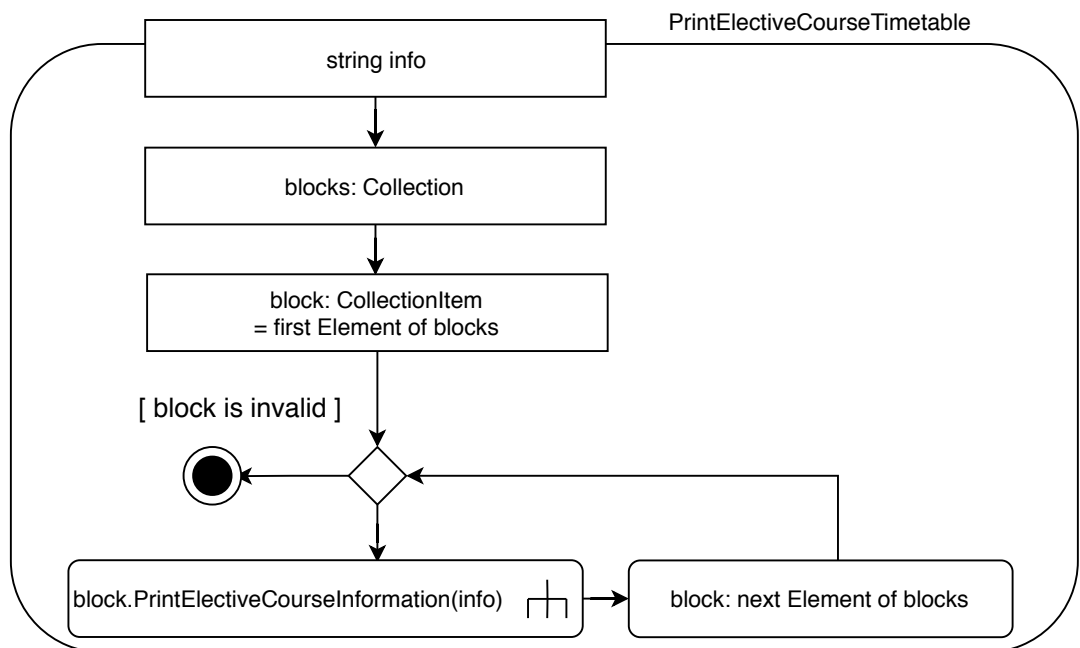 PrintElectiveCourseTimetable
string info
blocks: Collection
block: CollectionItem
= first Element of blocks
[ block is invalid ]
block.PrintElectiveCourseInformation(info)
block: next Element of blocks